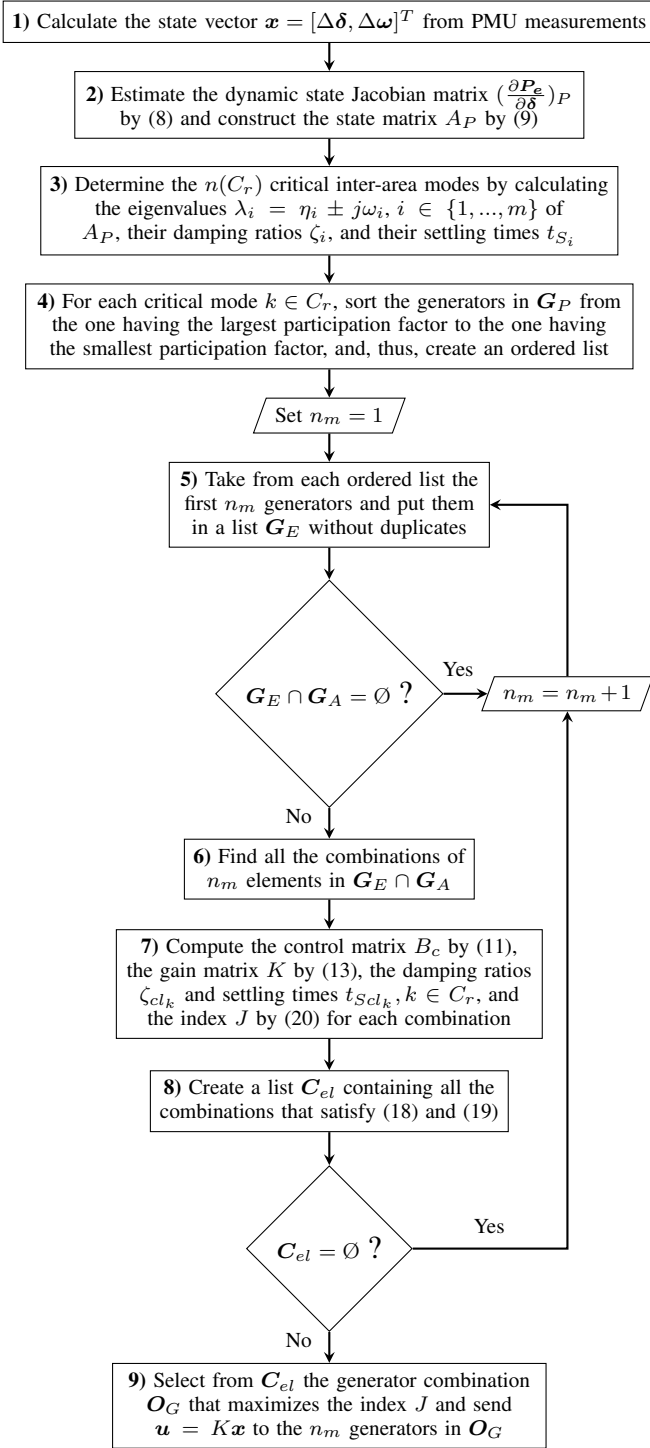 1) Calculate the state vector 𝒙 = [Δ𝜹, Δ𝝎]^T from PMU measurements
2) Estimate the dynamic state Jacobian matrix (∂𝑷𝒆/∂𝜹)_P
by (8) and construct the state matrix A_P by (9)
3) Determine the n(C_r) critical inter-area modes by calculating
the eigenvalues λ_i = η_i ± jω_i, i ∈ {1, ..., m} of
A_P, their damping ratios ζ_i, and their settling times t_{S_i}
4) For each critical mode k ∈ C_r, sort the generators in 𝑮_P from
the one having the largest participation factor to the one having
the smallest participation factor, and, thus, create an ordered list
Set n_m = 1
5) Take from each ordered list the
first n_m generators and put them
in a list 𝑮_E without duplicates
𝑮_E ∩ 𝑮_A = Ø ?
Yes
n_m = n_m + 1
No
6) Find all the combinations of
n_m elements in 𝑮_E ∩ 𝑮_A
7) Compute the control matrix B_c by (11),
the gain matrix K by (13), the damping ratios
ζ_{cl_k} and settling times t_{Scl_k}, k ∈ C_r, and
the index J by (20) for each combination
8) Create a list 𝑪_{el} containing all the
combinations that satisfy (18) and (19)
𝑪_{el} = Ø ?
Yes
No
9) Select from 𝑪_{el} the generator combination
𝑶_G that maximizes the index J and send
𝒖 = K𝒙 to the n_m generators in 𝑶_G